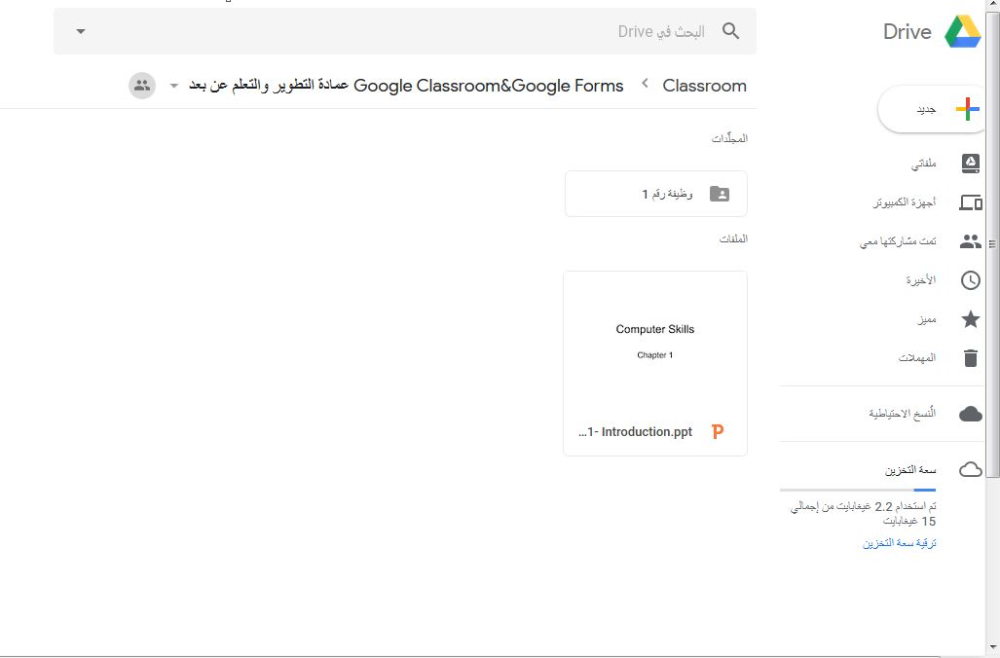 Drive
البحث في Drive
Classroom
Google Classroom&Google Forms عمادة التطوير والتعلم عن بعد
جديد
ملفاتي
أجهزة الكمبيوتر
تمت مشاركتها معي
الأخيرة
مميز
المهملات
النُسخ الاحتياطية
سعة التخزين
تم استخدام 2.2 غيغابايت من إجمالي
15 غيغابايت
ترقية سعة التخزين
المجلّدات
وظيفة رقم 1
الملفات
Computer Skills
Chapter 1
...1- Introduction.ppt